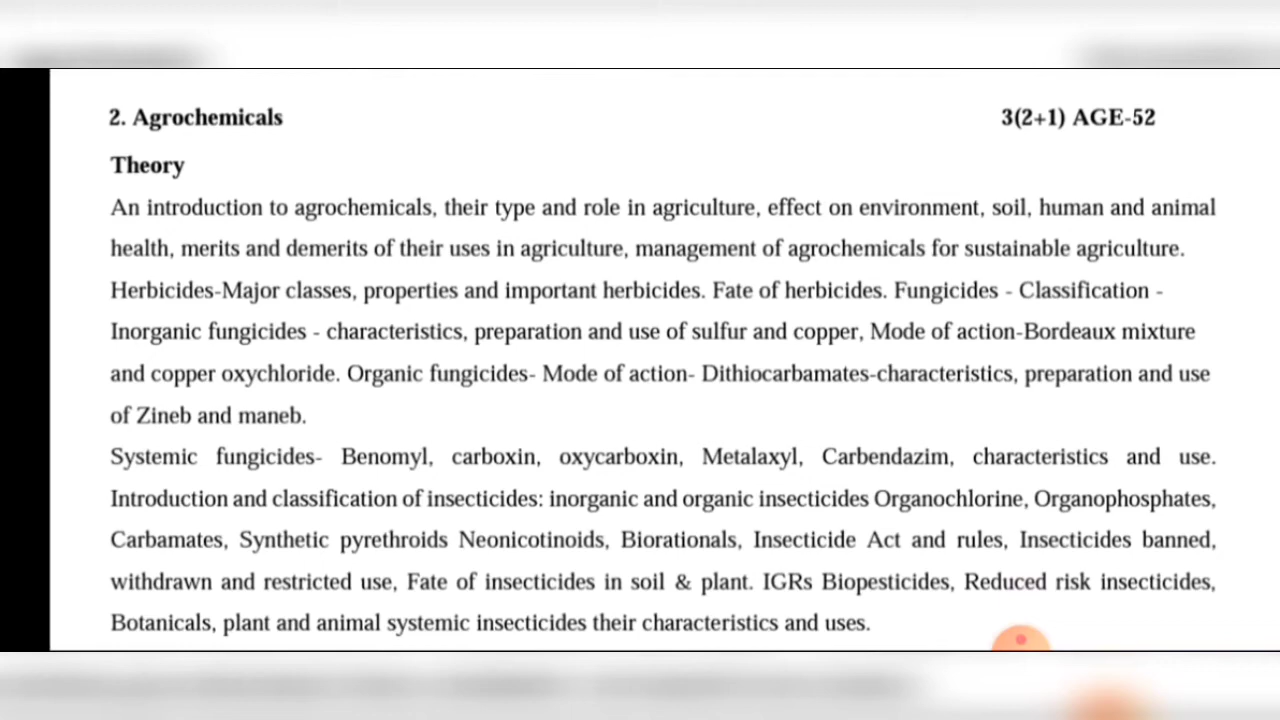 2. Agrochemicals 3(2+1) AGE-52
Theory
An introduction to agrochemicals, their type and role in agriculture, effect on environment, soil, human and animal
health, merits and demerits of their uses in agriculture, management of agrochemicals for sustainable agriculture.
Herbicides-Major classes, properties and important herbicides. Fate of herbicides. Fungicides - Classification -
Inorganic fungicides - characteristics, preparation and use of sulfur and copper, Mode of action-Bordeaux mixture
and copper oxychloride. Organic fungicides- Mode of action- Dithiocarbamates-characteristics, preparation and use
of Zineb and maneb.
Systemic fungicides- Benomyl, carboxin, oxycarboxin, Metalaxyl, Carbendazim, characteristics and use.
Introduction and classification of insecticides: inorganic and organic insecticides Organochlorine, Organophosphates,
Carbamates, Synthetic pyrethroids Neonicotinoids, Biorationals, Insecticide Act and rules, Insecticides banned,
withdrawn and restricted use, Fate of insecticides in soil & plant. IGRs Biopesticides, Reduced risk insecticides,
Botanicals, plant and animal systemic insecticides their characteristics and uses.